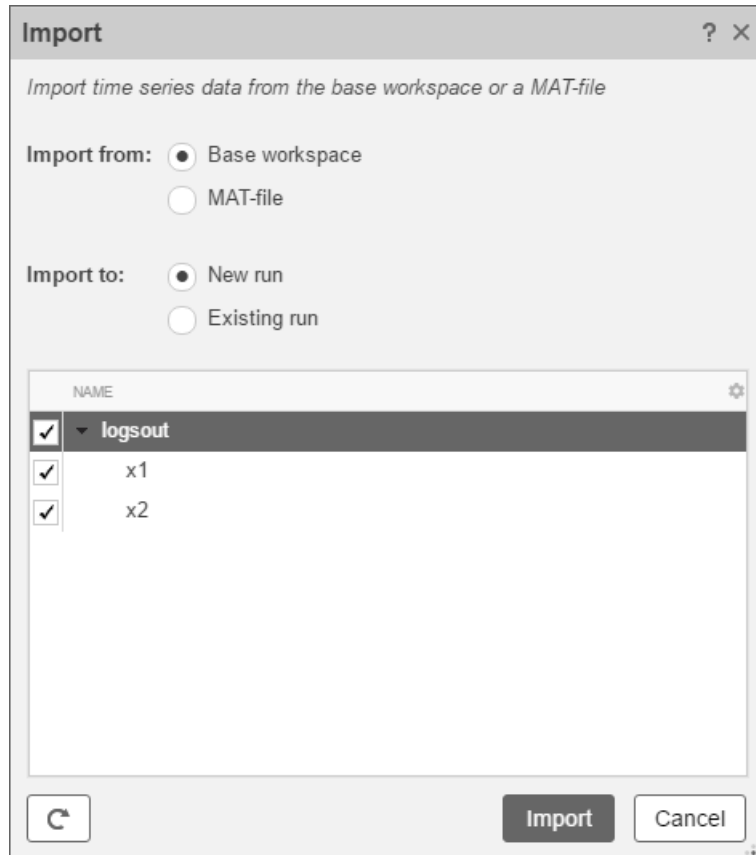 Import ?
Import time series data from the base workspace or a MAT-file
Import from: Base workspace
MAT-file
Import to: New run
Existing run
NAME
logsout
x1
x2
Import Cancel